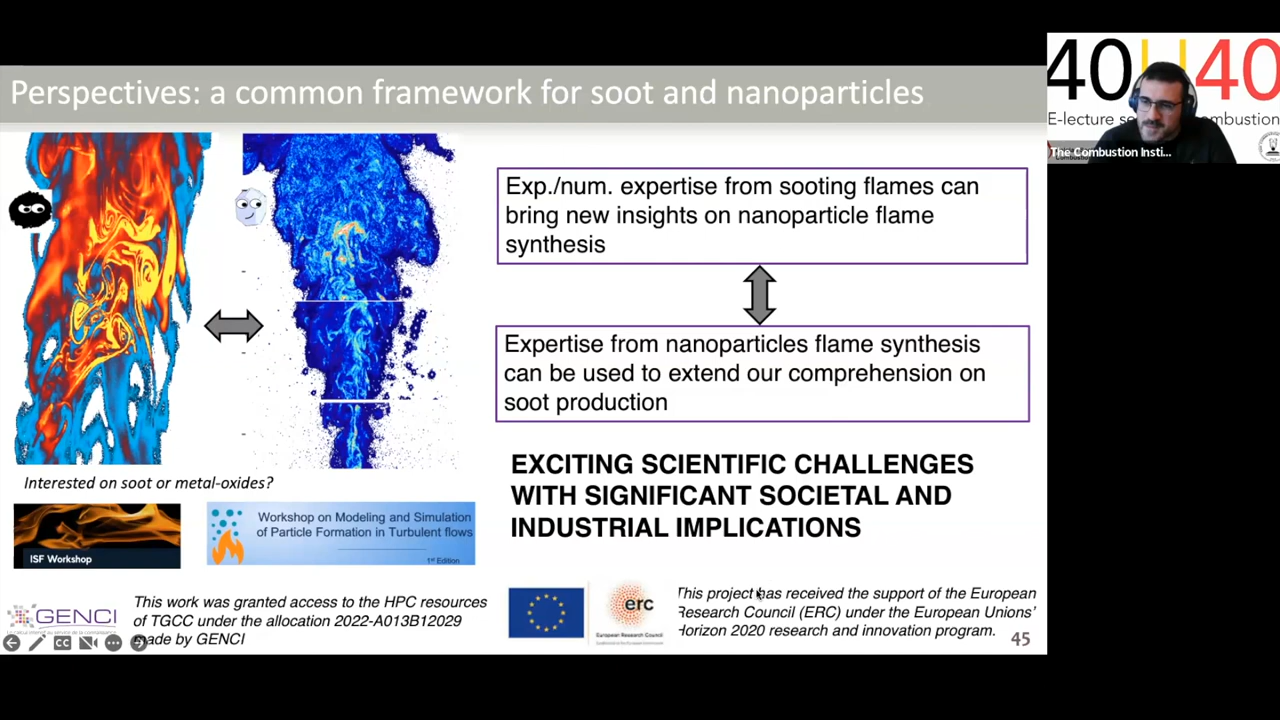 Perspectives: a common framework for soot and nanoparticles
Exp./num. expertise from sooting flames can
bring new insights on nanoparticle flame
synthesis
Expertise from nanoparticles flame synthesis
can be used to extend our comprehension on
soot production
EXCITING SCIENTIFIC CHALLENGES
WITH SIGNIFICANT SOCIETAL AND
INDUSTRIAL IMPLICATIONS
Interested on soot or metal-oxides?
ISF Workshop
Workshop on Modeling and Simulation
of Particle Formation in Turbulent flows
1st Edition
GENCI
This work was granted access to the HPC resources
of TGCC under the allocation 2022-A013B12029
made by GENCI
erc
European Research Council
This project has received the support of the European
Research Council (ERC) under the European Unions'
Horizon 2020 research and innovation program.
45
40 40
E-lecture
The Combustion Insti...